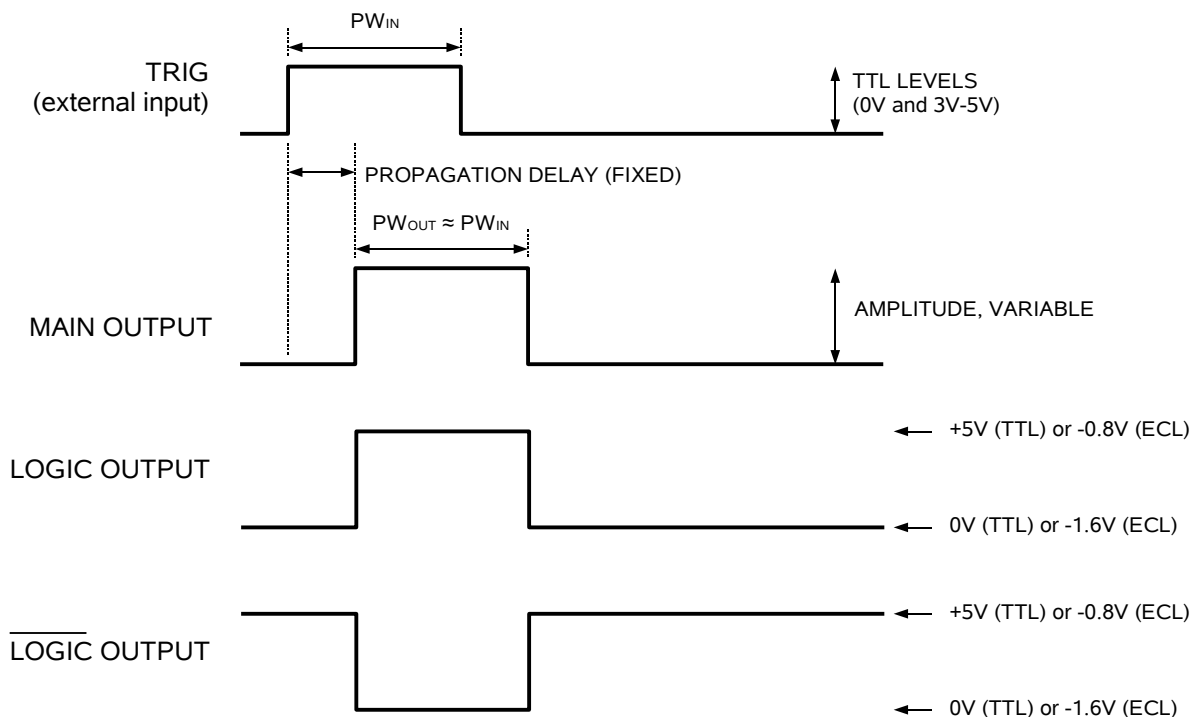 PWIN
TRIG
(external input)
TTL LEVELS
(0V and 3V-5V)
PROPAGATION DELAY (FIXED)
PWOUT ≈ PWIN
MAIN OUTPUT
AMPLITUDE, VARIABLE
+5V (TTL) or -0.8V (ECL)
LOGIC OUTPUT
0V (TTL) or -1.6V (ECL)
+5V (TTL) or -0.8V (ECL)
LOGIC OUTPUT
0V (TTL) or -1.6V (ECL)